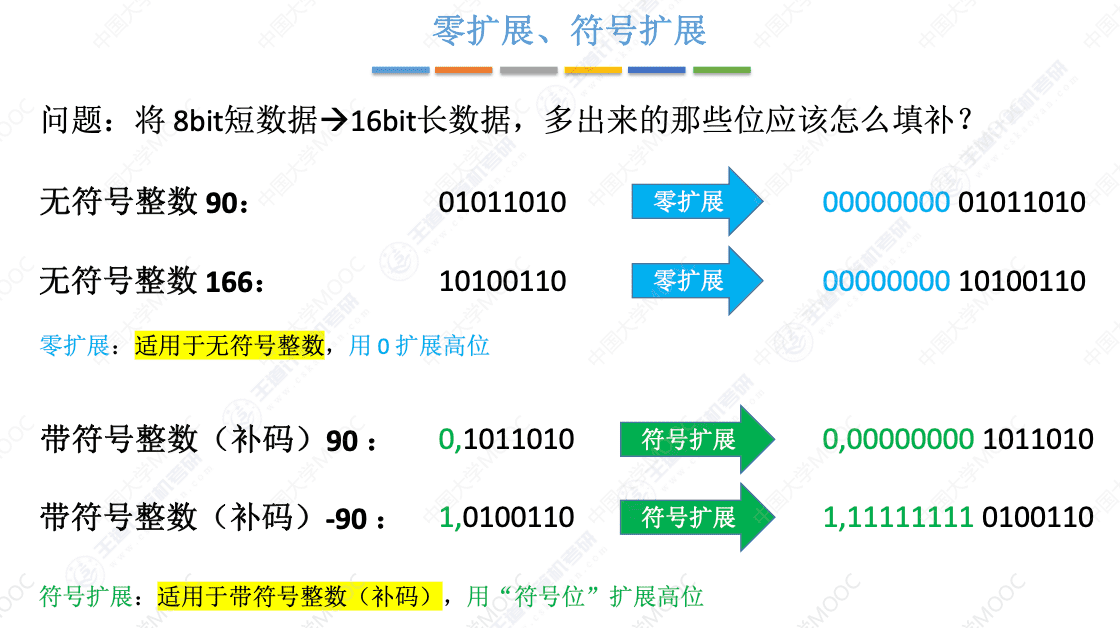 零扩展、符号扩展
问题：将 8bit短数据→16bit长数据，多出来的那些位应该怎么填补？
无符号整数 90： 01011010 零扩展 00000000 01011010
无符号整数 166： 10100110 零扩展 00000000 10100110
零扩展：适用于无符号整数，用 0 扩展高位
带符号整数（补码）90 ： 0,1011010 符号扩展 0,00000000 1011010
带符号整数（补码）-90 ： 1,0100110 符号扩展 1,11111111 0100110
符号扩展：适用于带符号整数（补码），用“符号位”扩展高位